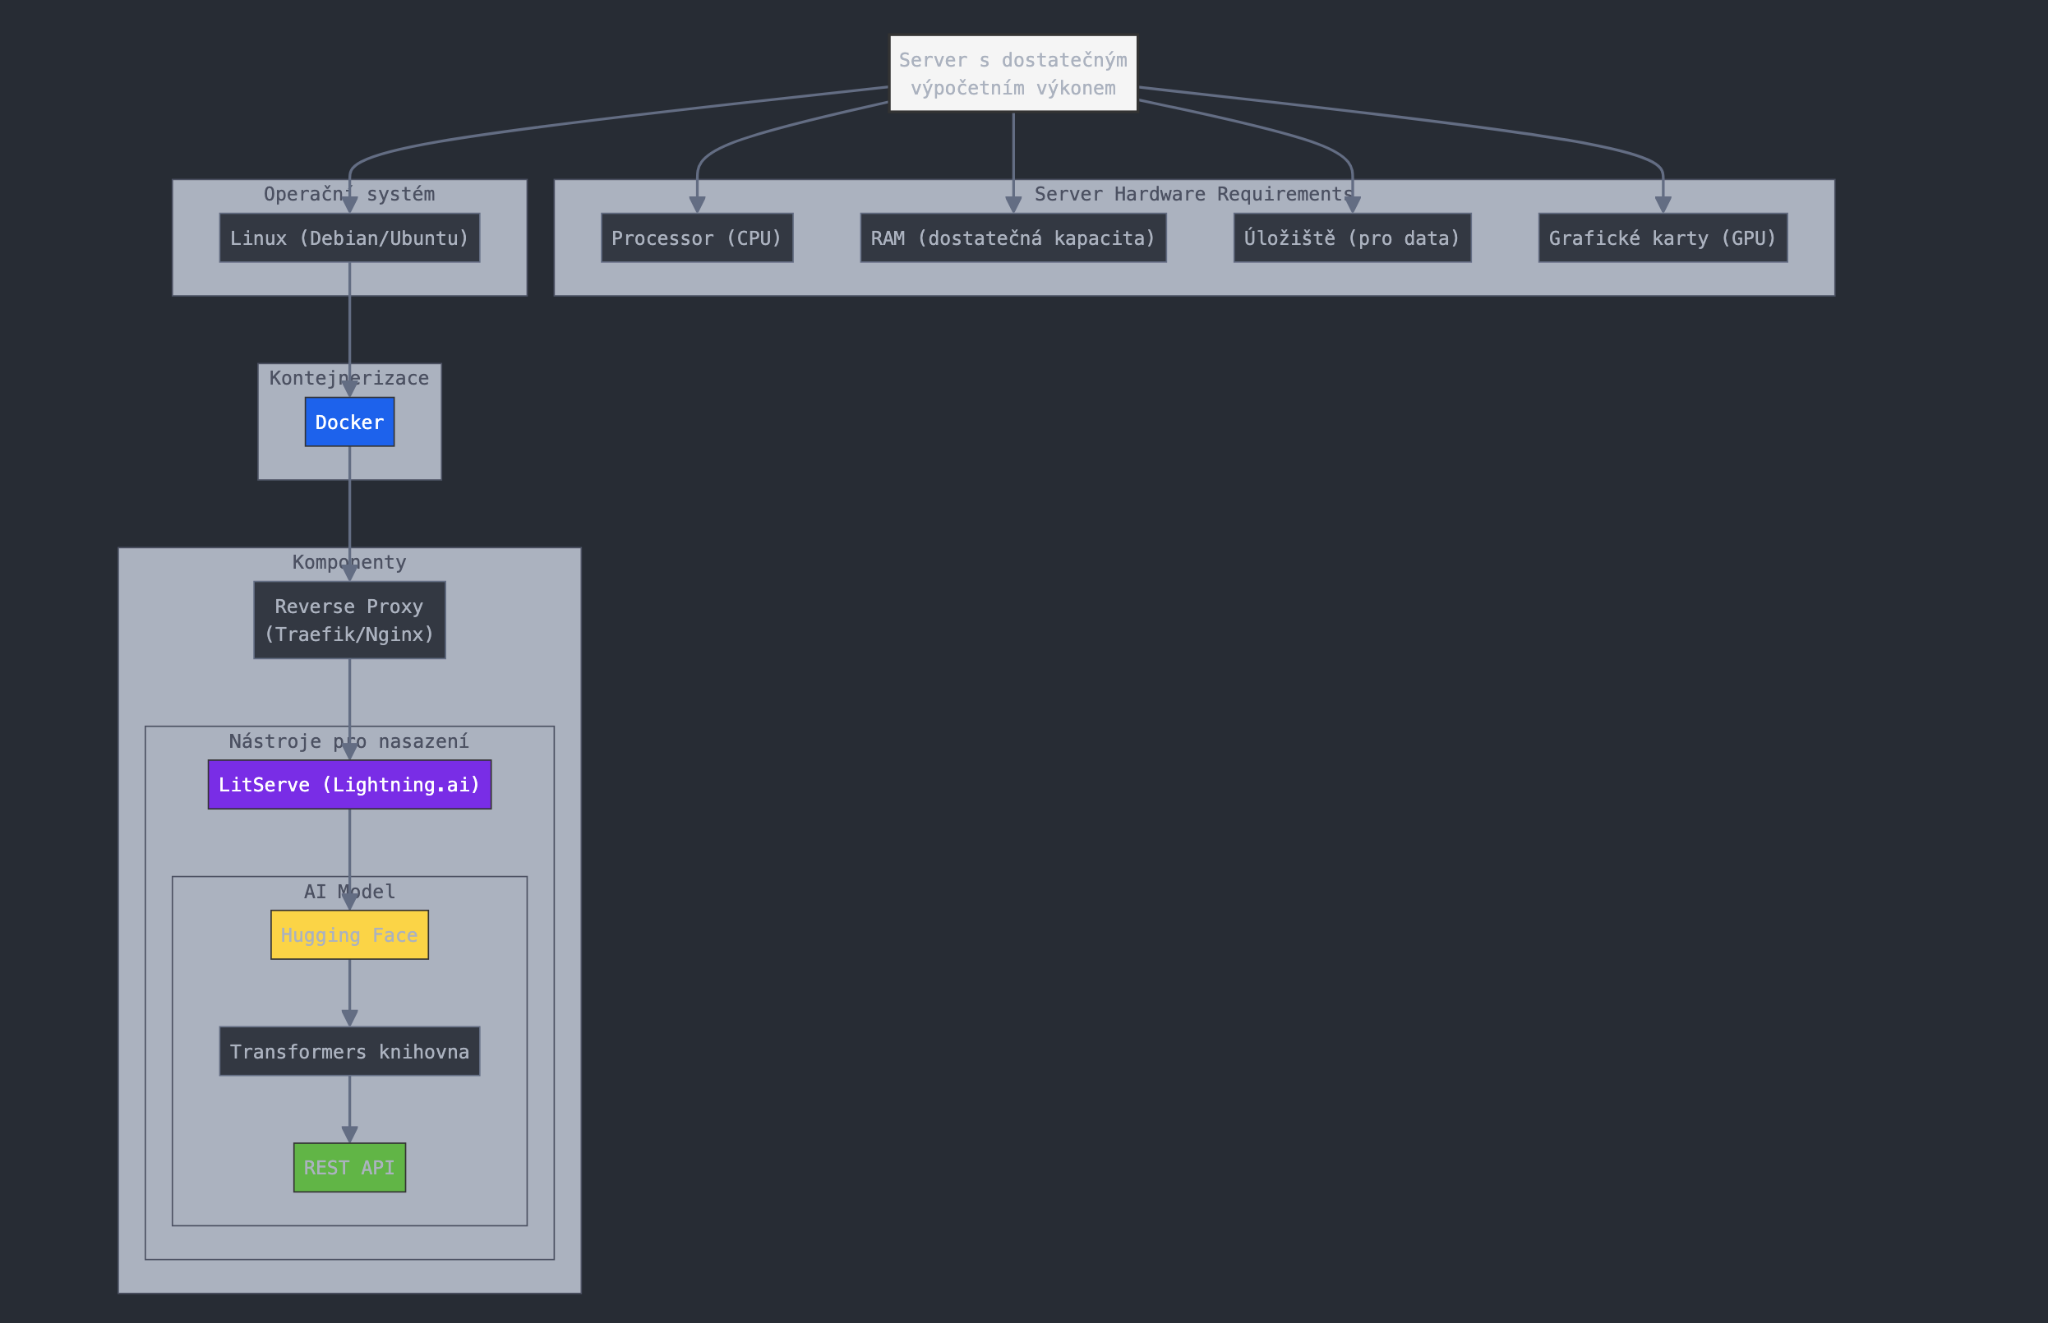 Server s dostatečným
výpočetním výkonem
Operační systém
Linux (Debian/Ubuntu)
Server Hardware Requirements
Processor (CPU)
RAM (dostatečná kapacita)
Úložiště (pro data)
Grafické karty (GPU)
Kontejnerizace
Docker
Komponenty
Reverse Proxy
(Traefik/Nginx)
Nástroje pro nasazení
LitServe (Lightning.ai)
AI Model
Hugging Face
Transformers knihovna
REST API